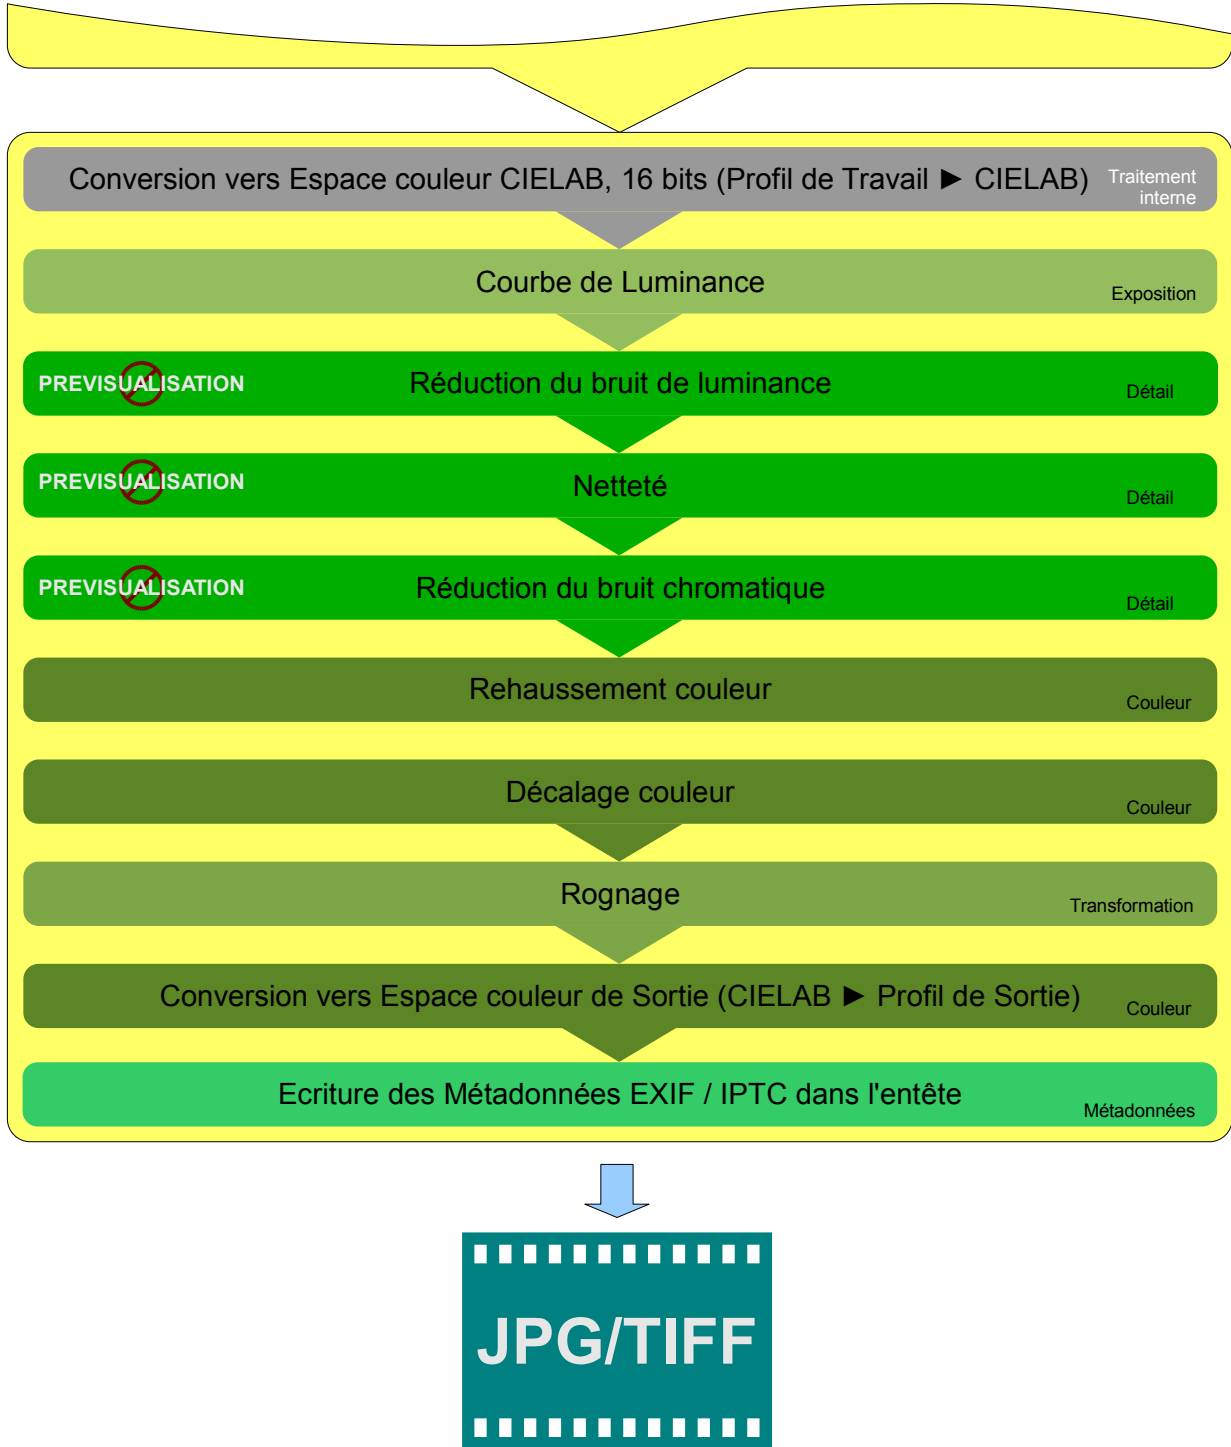 Conversion vers Espace couleur CIELAB, 16 bits (Profil de Travail ► CIELAB)
Traitement
interne
Courbe de Luminance
Exposition
PREVISUALISATION
Réduction du bruit de luminance
Détail
PREVISUALISATION
Netteté
Détail
PREVISUALISATION
Réduction du bruit chromatique
Détail
Rehaussement couleur
Couleur
Décalage couleur
Couleur
Rognage
Transformation
Conversion vers Espace couleur de Sortie (CIELAB ► Profil de Sortie)
Couleur
Ecriture des Métadonnées EXIF / IPTC dans l'entête
Métadonnées
JPG/TIFF